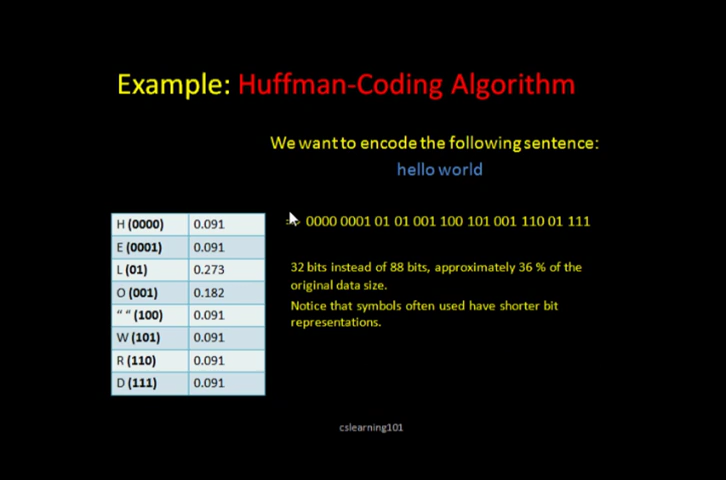 Example: Huffman-Coding Algorithm
We want to encode the following sentence:
hello world
H (0000) 0.091
E (0001) 0.091
L (01) 0.273
O (001) 0.182
“ “ (100) 0.091
W (101) 0.091
R (110) 0.091
D (111) 0.091
0000 0001 01 01 001 100 101 001 110 01 111
32 bits instead of 88 bits, approximately 36 % of the
original data size.
Notice that symbols often used have shorter bit
representations.
cslearning101